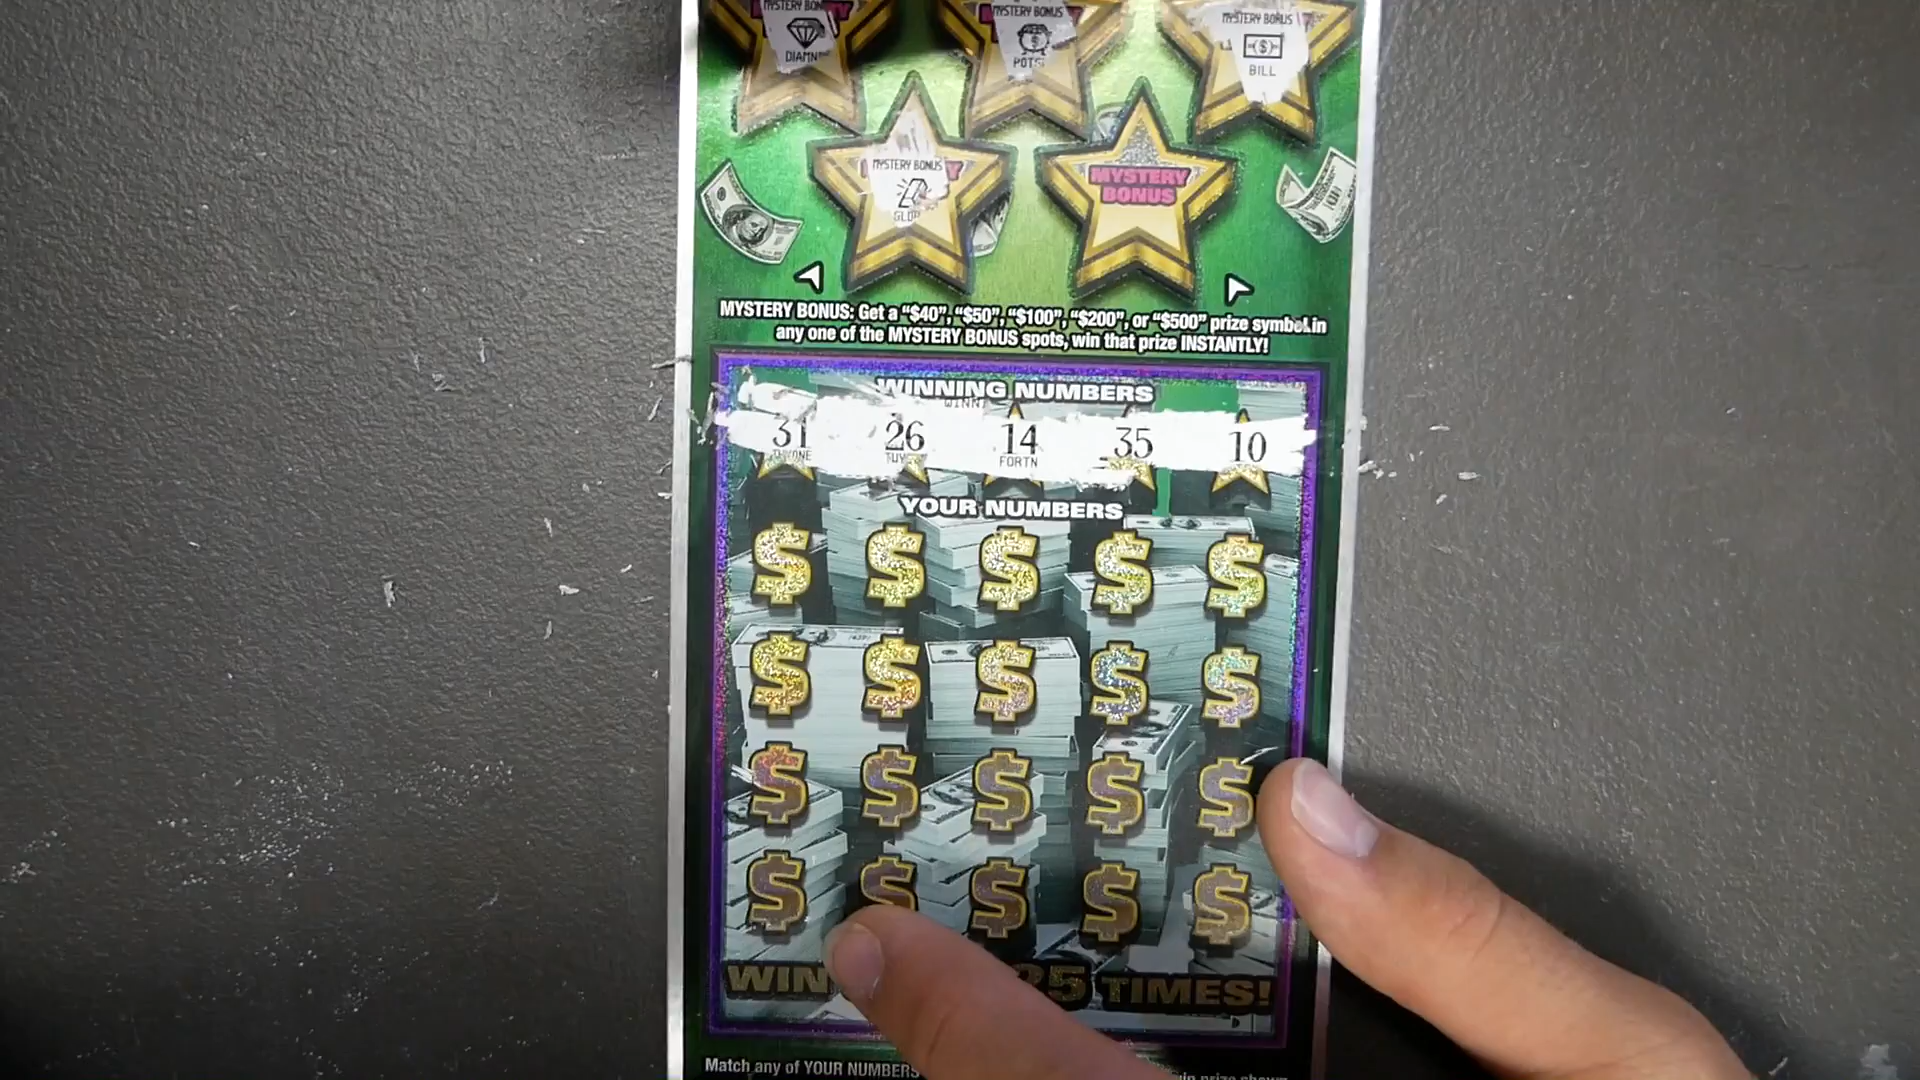 MYSTERY BONUS MYSTERY BONUS MYSTERY BONUS
DIAMN POTS BILL
MYSTERY BONUS MYSTERY
MYSTERY BONUS
MYSTERY BONUS: Get a “$40”, “$50”, “$100”, “$200”, or “$500” prize symbol in
any one of the MYSTERY BONUS spots, win that prize INSTANTLY!
WINNING NUMBERS
31 26 14 35 10
FORTN
YOUR NUMBERS
$ $ $ $ $
$ $ $ $ $
$ $ $ $ $
$ $ $ $ $
WIN 25 TIMES!
Match any of YOUR NUMBERS